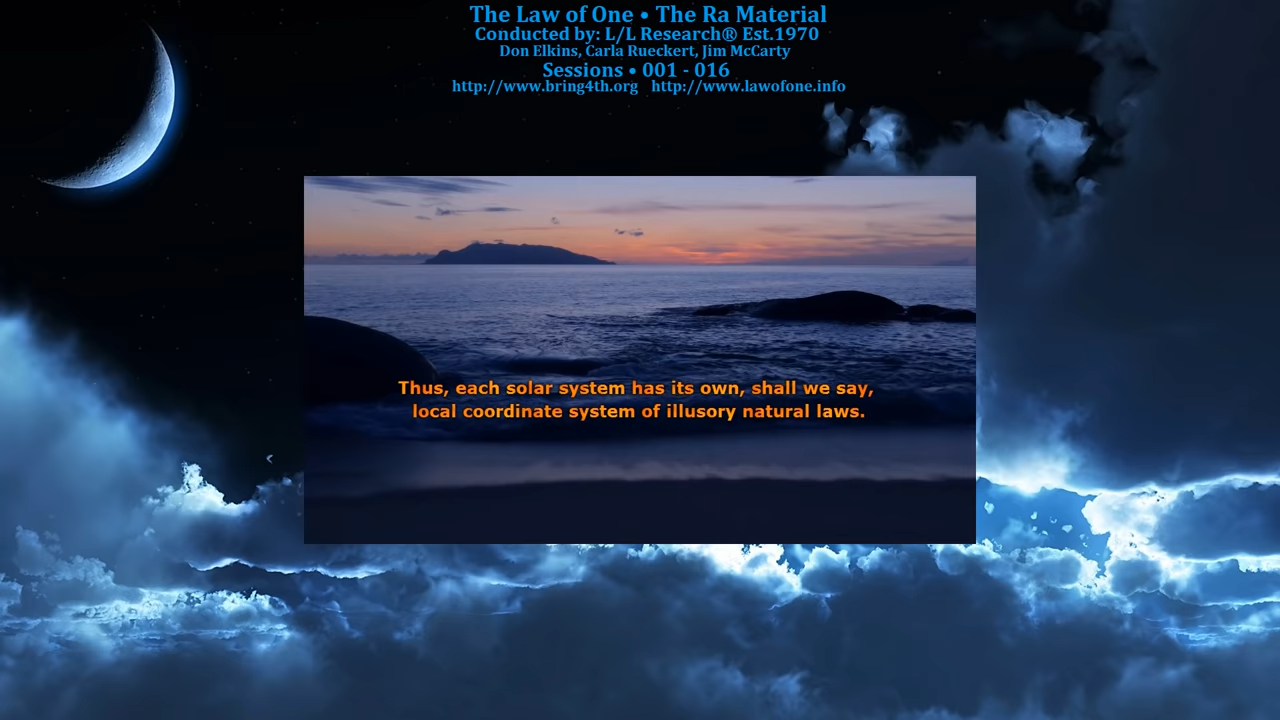 The Law of One • The Ra Material
Conducted by: L/L Research® Est.1970
Don Elkins, Carla Rueckert, Jim McCarty
Sessions • 001 - 016
http://www.bring4th.org http://www.lawofone.info
Thus, each solar system has its own, shall we say,
local coordinate system of illusory natural laws.